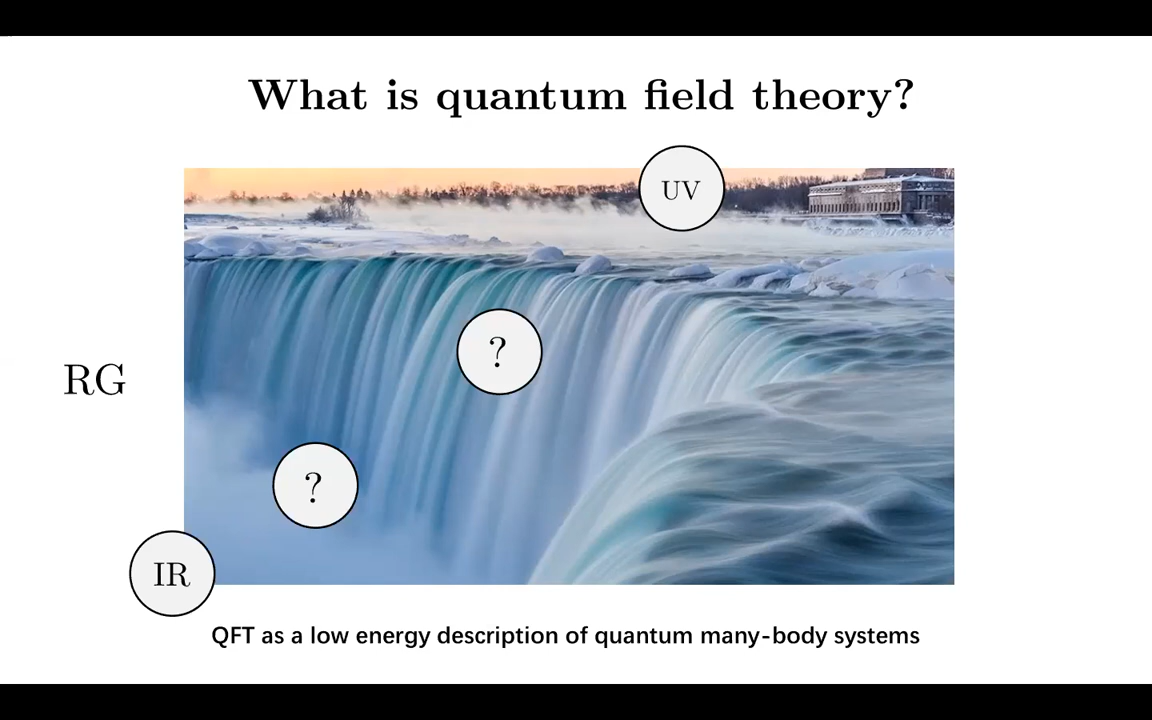 What is quantum field theory?
UV
?
RG
?
IR
QFT as a low energy description of quantum many-body systems